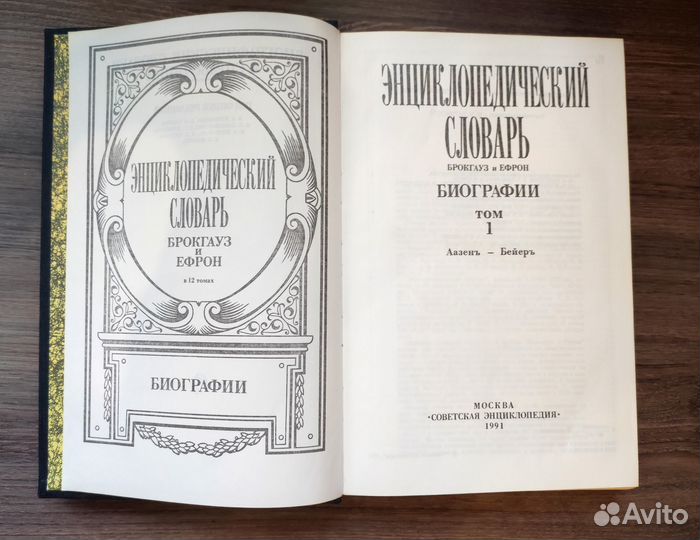 ЭНЦИКЛОПЕДИЧЕСКИЙ
СЛОВАРЬ
БРОКГАУЗ
И
ЕФРОН
в 12 томах
БИОГРАФИИ
ЭНЦИКЛОПЕДИЧЕСКИЙ
СЛОВАРЬ
БРОКГАУЗ и ЕФРОН
БИОГРАФИИ
ТОМ
1
Аазенъ – Бейеръ
МОСКВА
«СОВЕТСКАЯ ЭНЦИКЛОПЕДИЯ»
1991
Avito